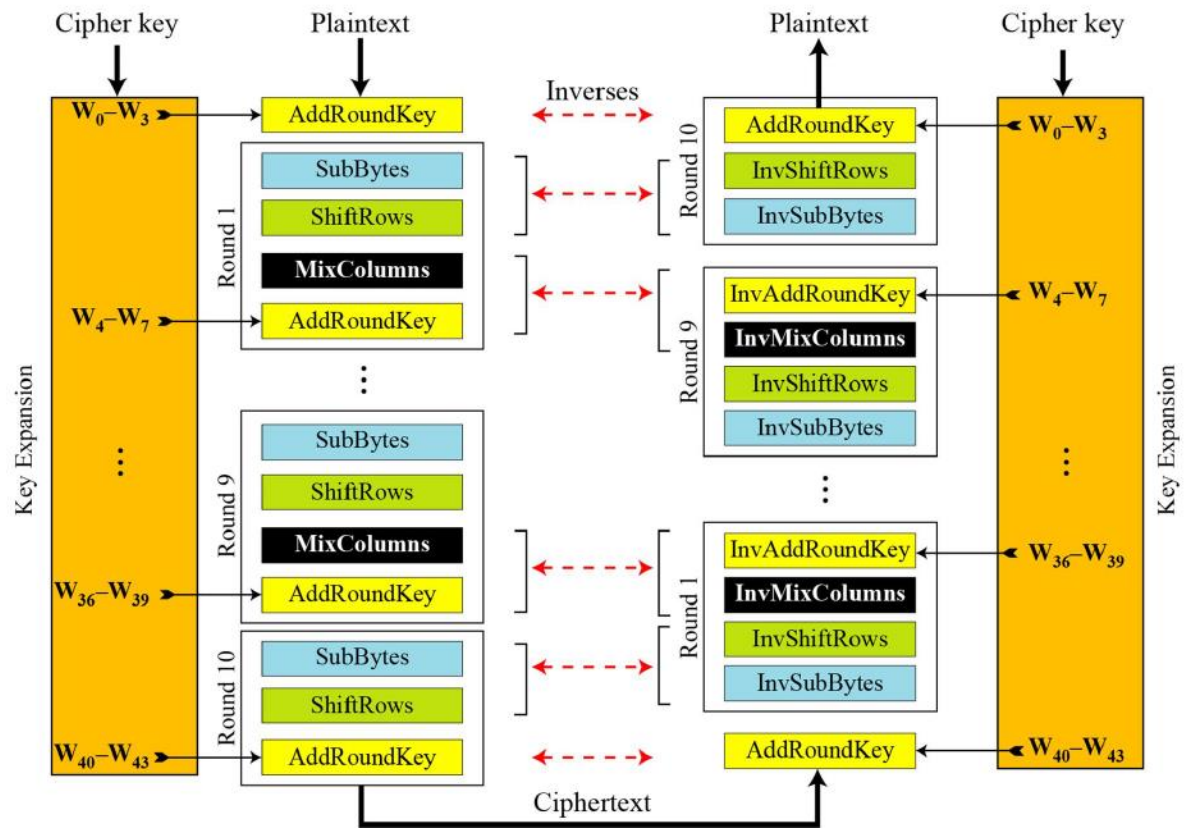 Cipher key
Plaintext
Plaintext
Cipher key
Inverses
Key Expansion
W0–W3
W4–W7
⋮
W36–W39
W40–W43
AddRoundKey
Round 1
SubBytes
ShiftRows
MixColumns
AddRoundKey
⋮
Round 9
SubBytes
ShiftRows
MixColumns
AddRoundKey
Round 10
SubBytes
ShiftRows
AddRoundKey
Ciphertext
Round 10
AddRoundKey
InvShiftRows
InvSubBytes
Round 9
InvAddRoundKey
InvMixColumns
InvShiftRows
InvSubBytes
⋮
Round 1
InvAddRoundKey
InvMixColumns
InvShiftRows
InvSubBytes
AddRoundKey
W0–W3
W4–W7
⋮
W36–W39
W40–W43
Key Expansion